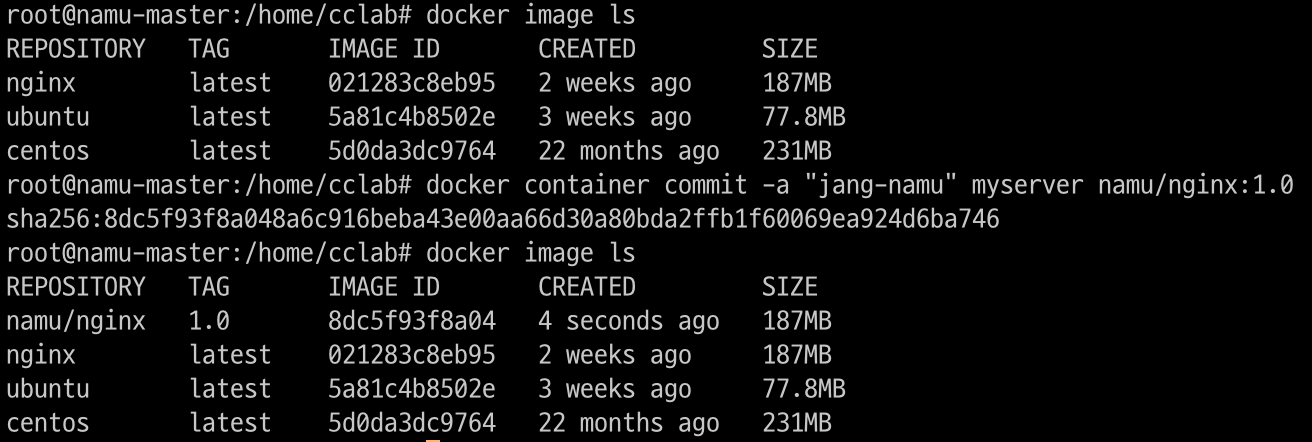 root@namu-master:/home/cclab# docker image ls
REPOSITORY   TAG       IMAGE ID       CREATED         SIZE
nginx        latest    021283c8eb95   2 weeks ago     187MB
ubuntu       latest    5a81c4b8502e   3 weeks ago     77.8MB
centos       latest    5d0da3dc9764   22 months ago   231MB
root@namu-master:/home/cclab# docker container commit -a "jang-namu" myserver namu/nginx:1.0
sha256:8dc5f93f8a048a6c916beba43e00aa66d30a80bda2ffb1f60069ea924d6ba746
root@namu-master:/home/cclab# docker image ls
REPOSITORY   TAG       IMAGE ID       CREATED         SIZE
namu/nginx   1.0       8dc5f93f8a04   4 seconds ago   187MB
nginx        latest    021283c8eb95   2 weeks ago     187MB
ubuntu       latest    5a81c4b8502e   3 weeks ago     77.8MB
centos       latest    5d0da3dc9764   22 months ago   231MB